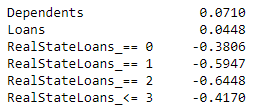 Dependents 0.0710
Loans 0.0448
RealStateLoans_== 0 -0.3806
RealStateLoans_== 1 -0.5947
RealStateLoans_== 2 -0.6448
RealStateLoans_<= 3 -0.4170